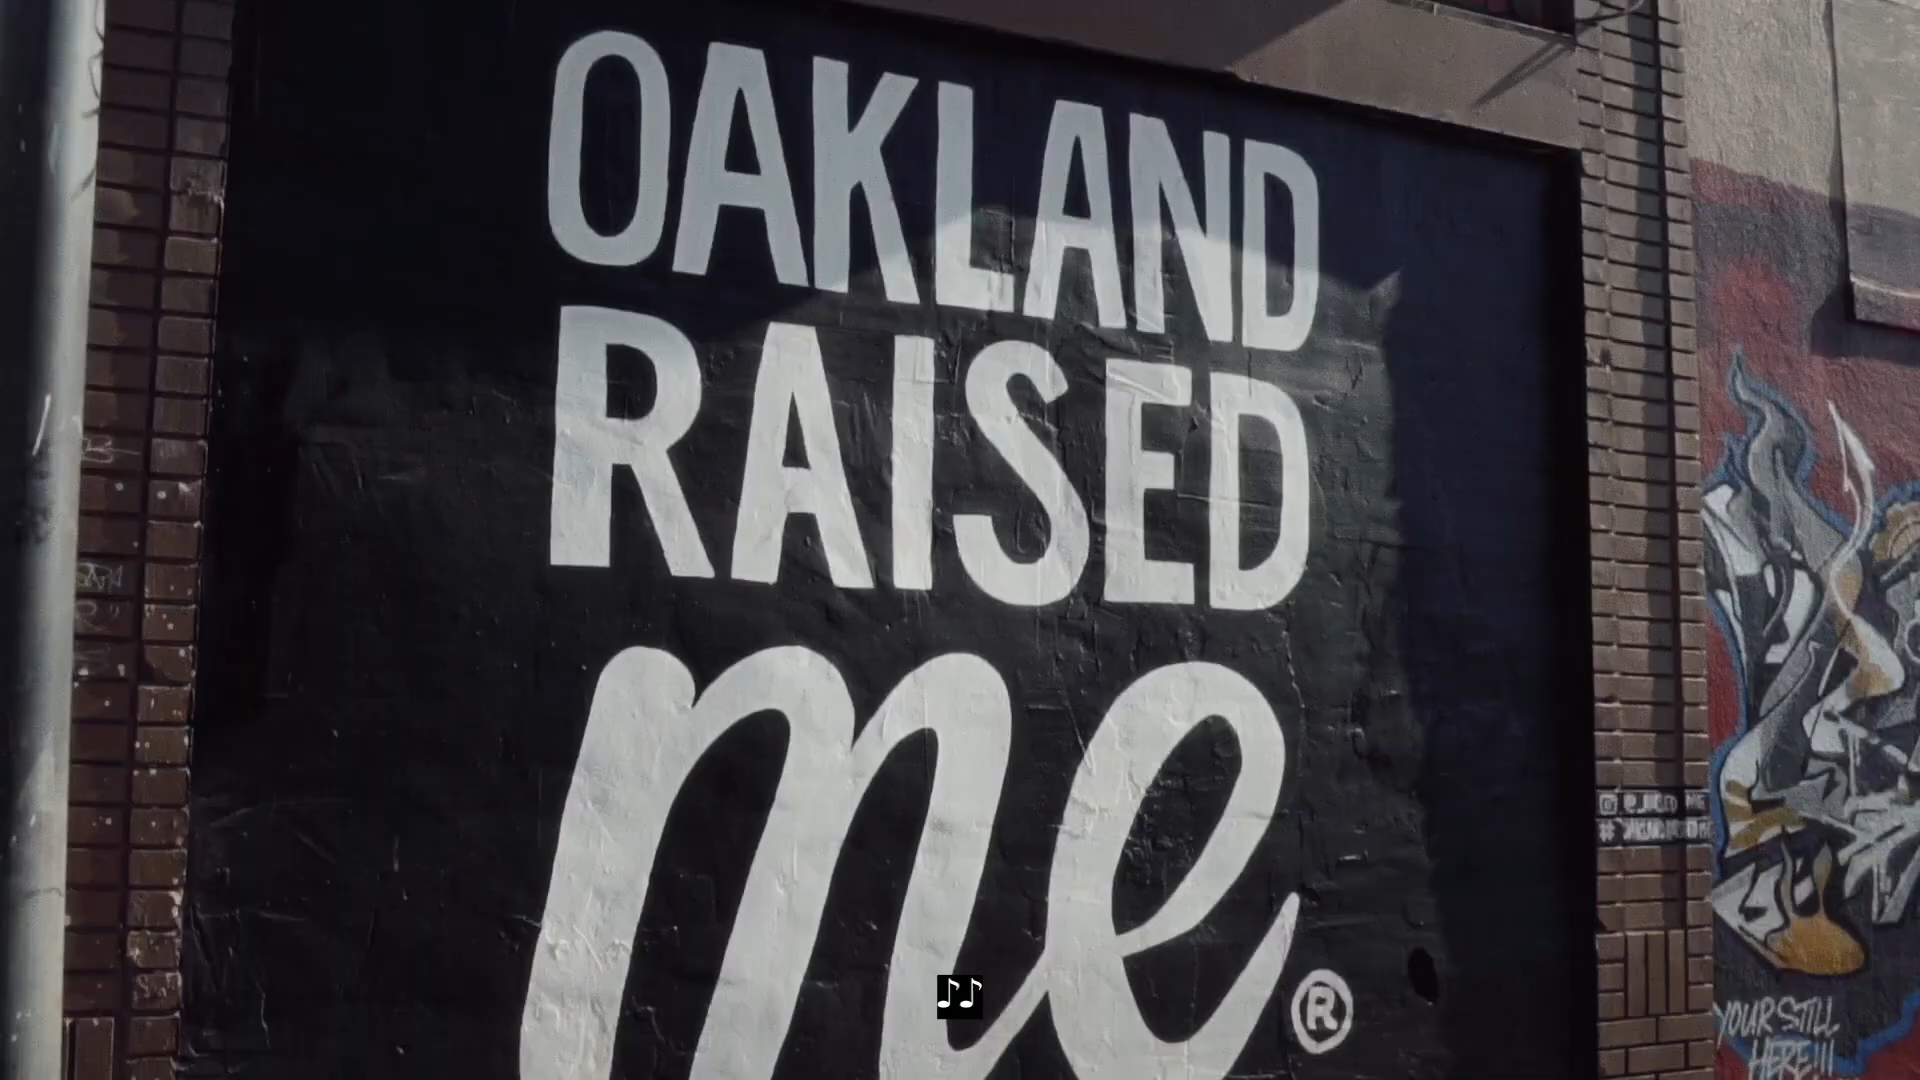 OAKLAND
RAISED
me®
♪♪
YOUR STILL
HERE!!!